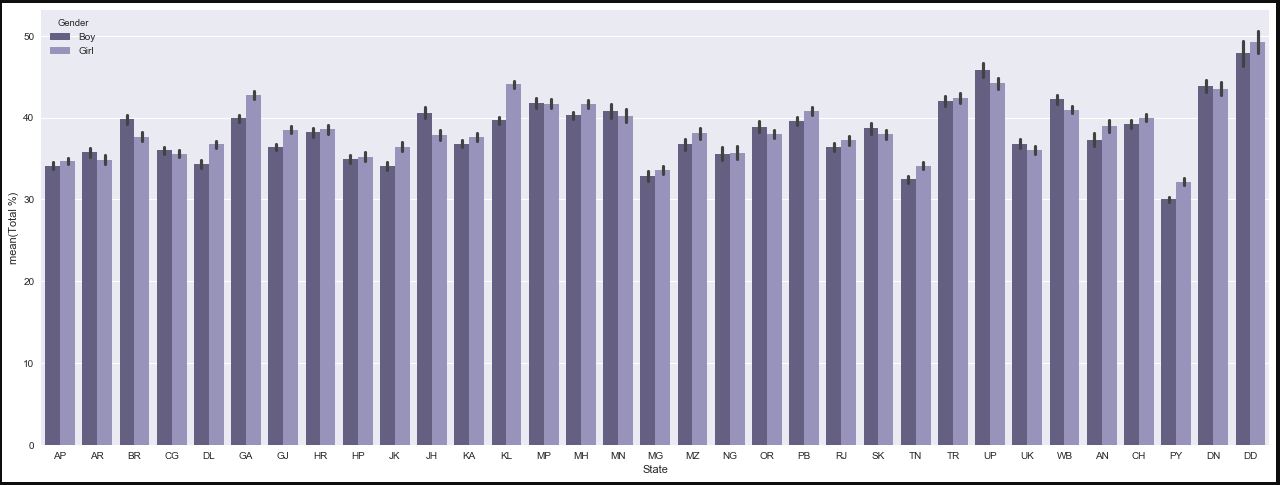 Gender
Boy
Girl
50
40
30
20
10
0
mean(Total %)
AP AR BR CG DL GA GJ HR HP JK JH KA KL MP MH MN MG MZ NG OR PB RJ SK TN TR UP UK WB AN CH PY DN DD
State